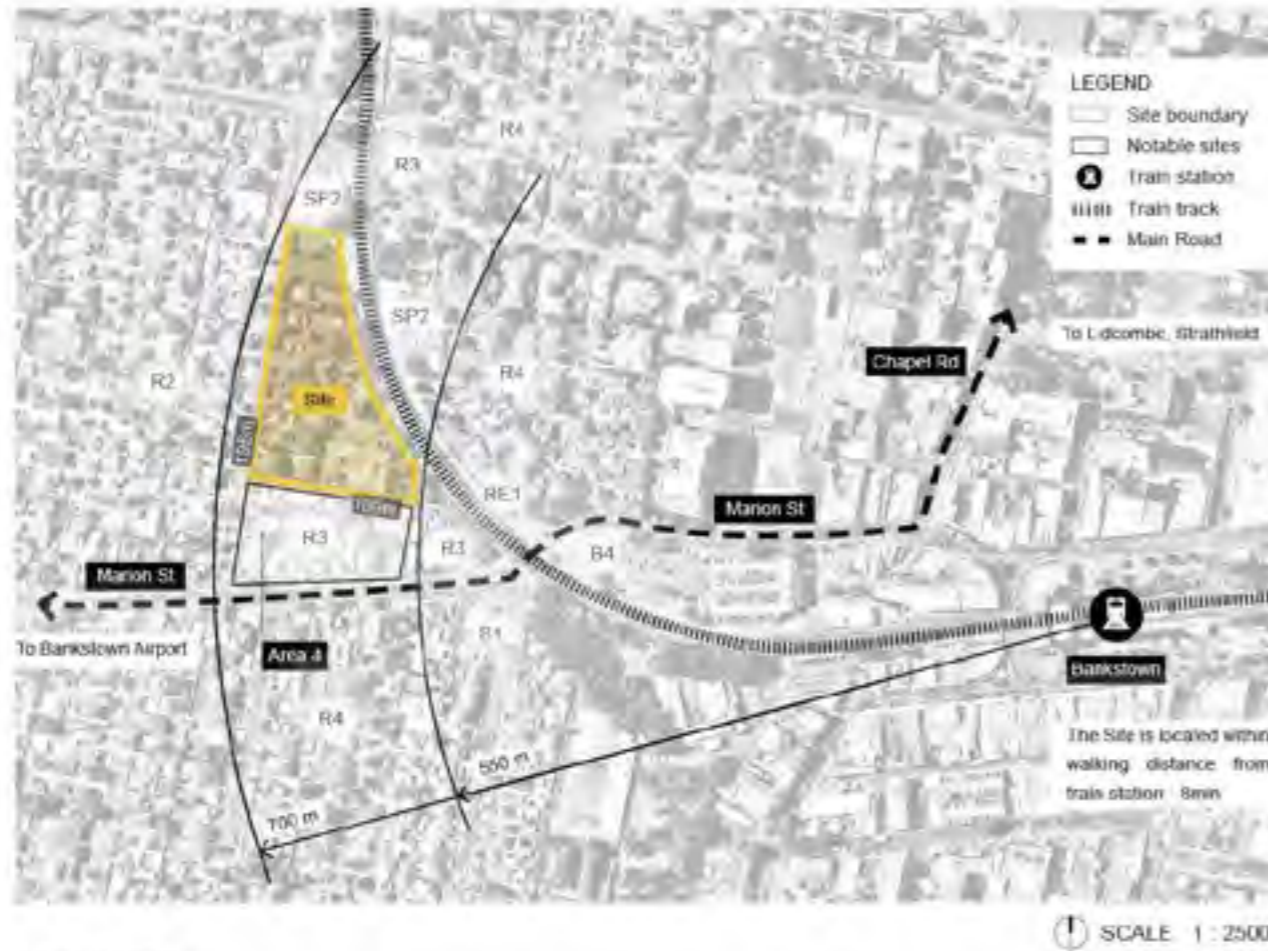 LEGEND
Site boundary
Notable sites
Train station
Train track
Main Road
R4
R3
SP2
SP2
To Lidcombe, Strathfield
Chapel Rd
R4
R2
Site
RE1
Marion St
R3
R3
B4
Marion St
To Bankstown Airport
Area 4
Bankstown
R4
The Site is located within
walking distance from
train station
550 m
700 m
SCALE 1 : 2500